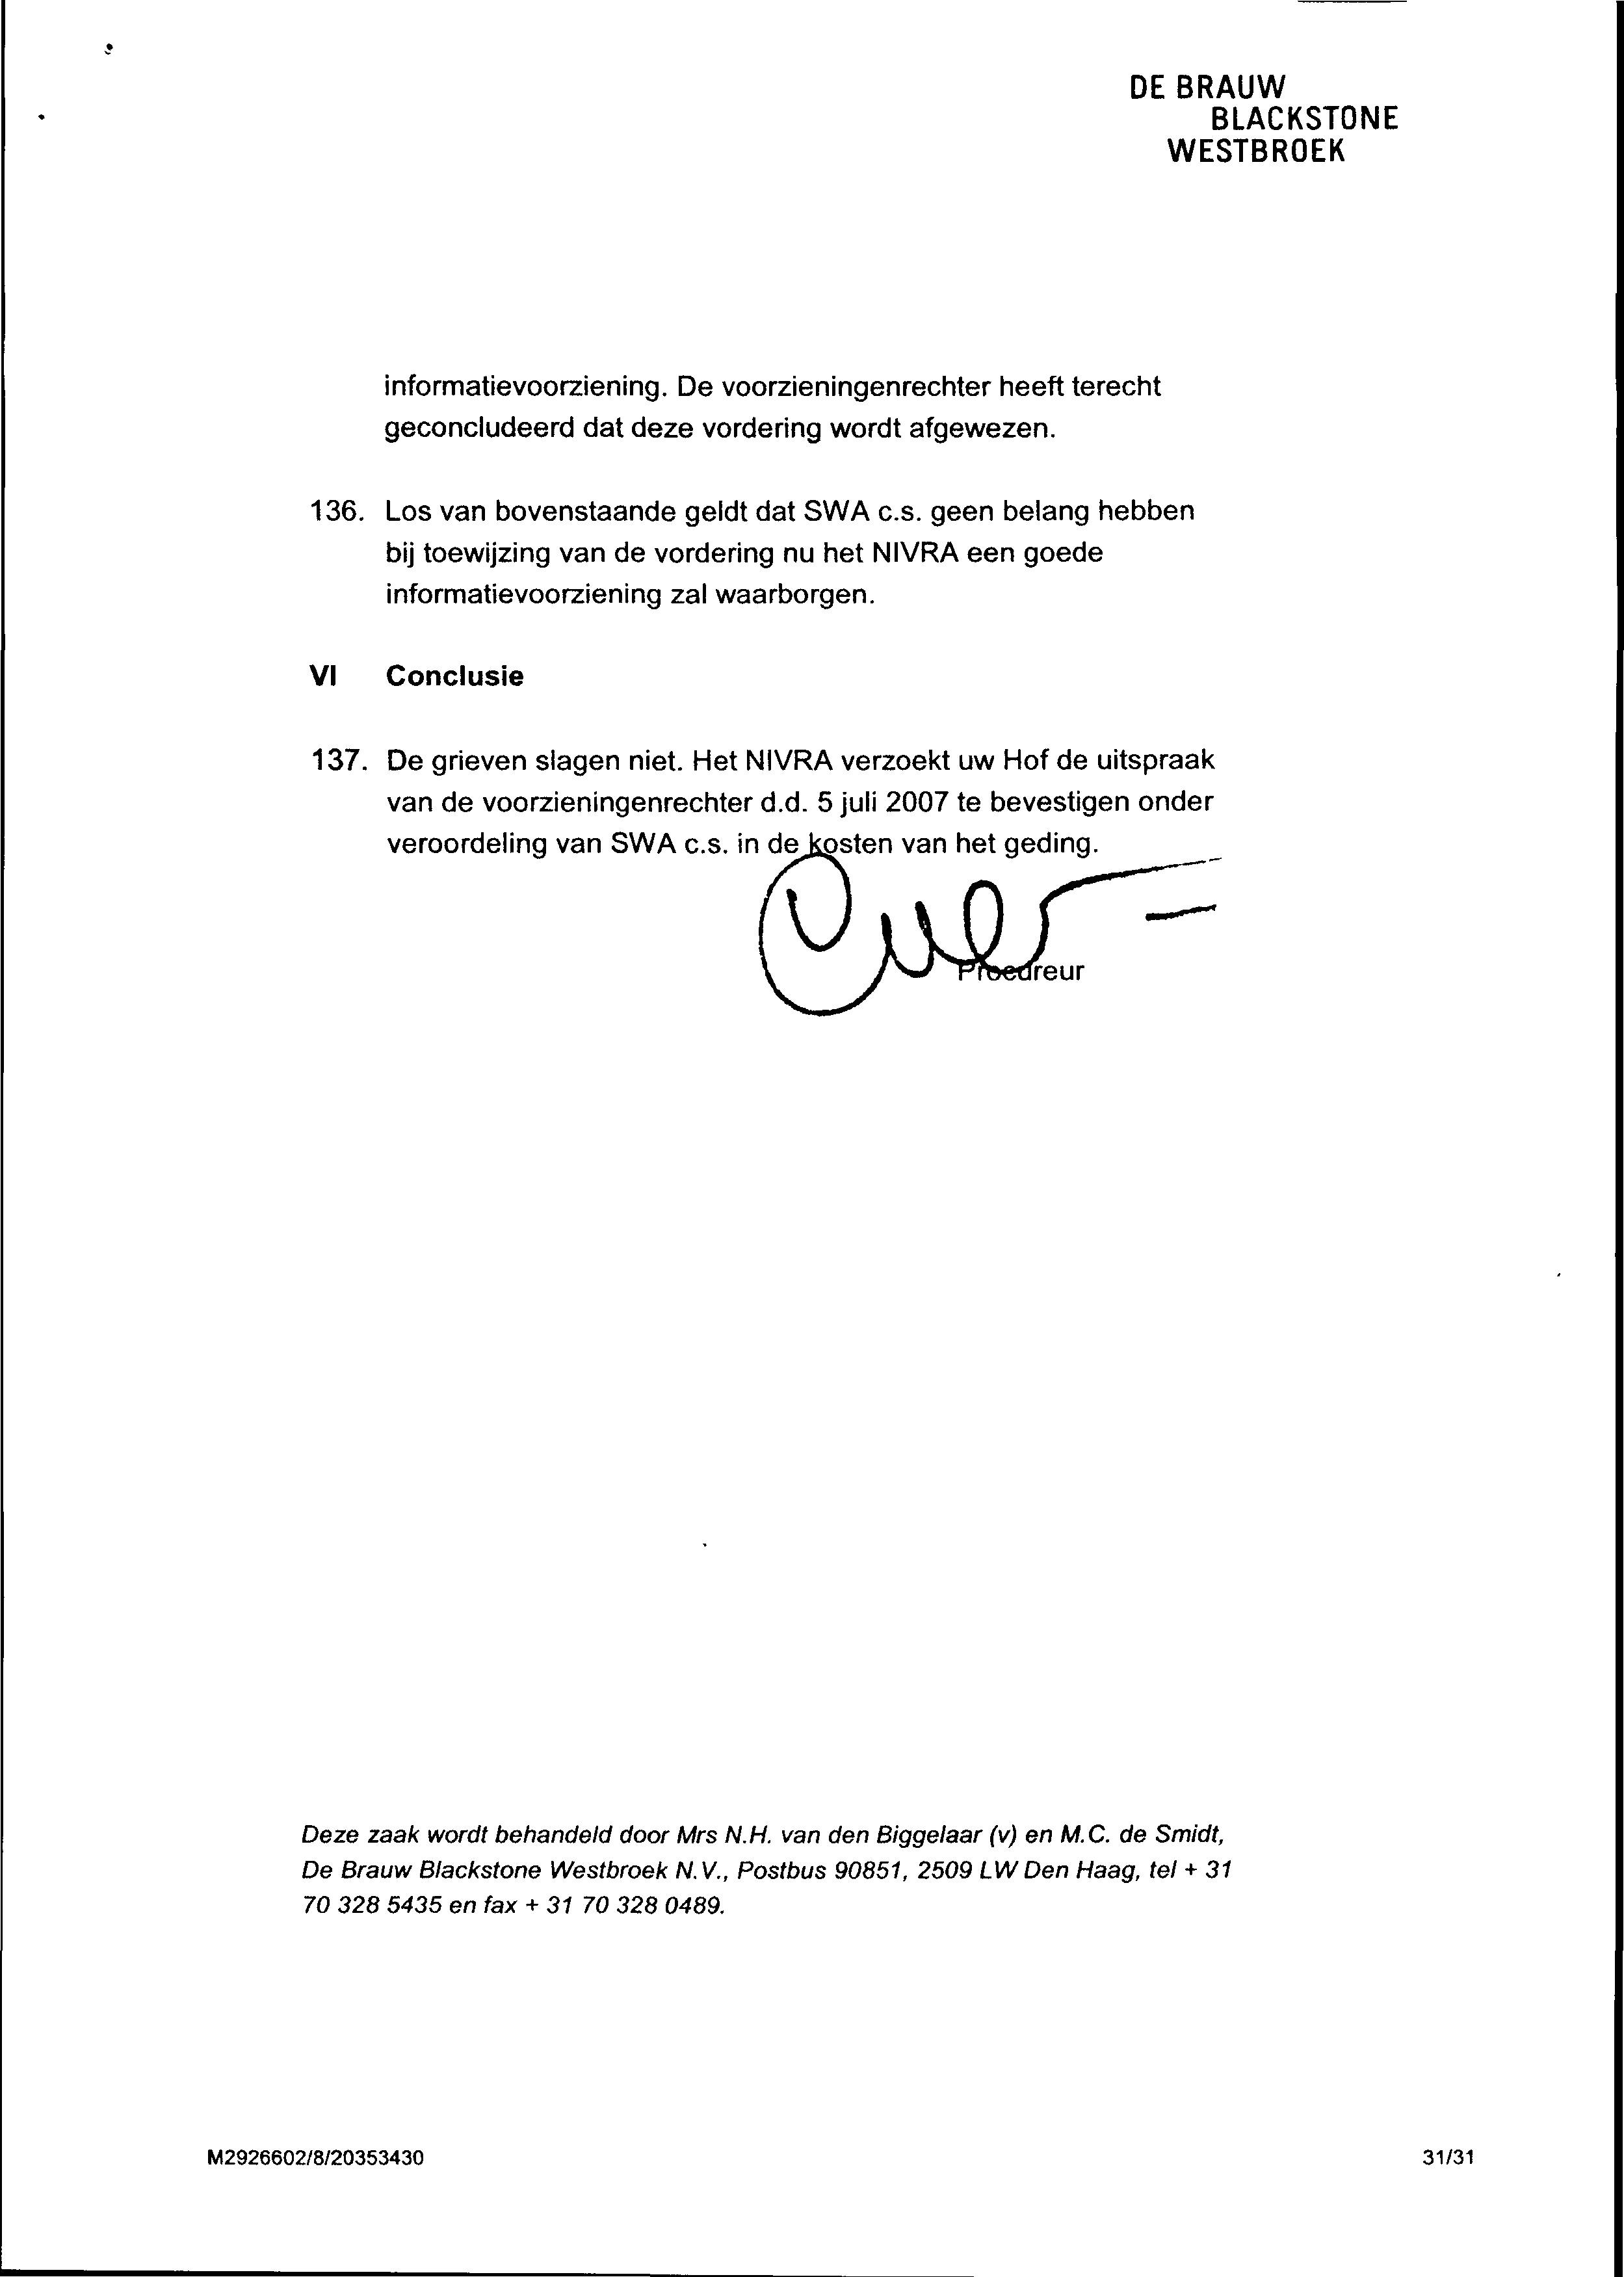 DE BRAUW
BLACKSTONE
WESTBROEK
informatievoorziening. De voorzieningenrechter heeft terecht
geconcludeerd dat deze vordering wordt afgewezen.
136. Los van bovenstaande geldt dat SWA c.s. geen belang hebben
bij toewijzing van de vordering nu het NIVRA een goede
informatievoorziening zal waarborgen.
VI Conclusie
137. De grieven slagen niet. Het NIVRA verzoekt uw Hof de uitspraak
van de voorzieningenrechter d.d. 5 juli 2007 te bevestigen onder
veroordeling van SWA c.s. in de kosten van het geding.
Procureur
Deze zaak wordt behandeld door Mrs N.H. van den Biggelaar (v) en M.C. de Smidt,
De Brauw Blackstone Westbroek N.V., Postbus 90851, 2509 LW Den Haag, tel + 31
70 328 5435 en fax + 31 70 328 0489.
M2926602/8/20353430
31/31